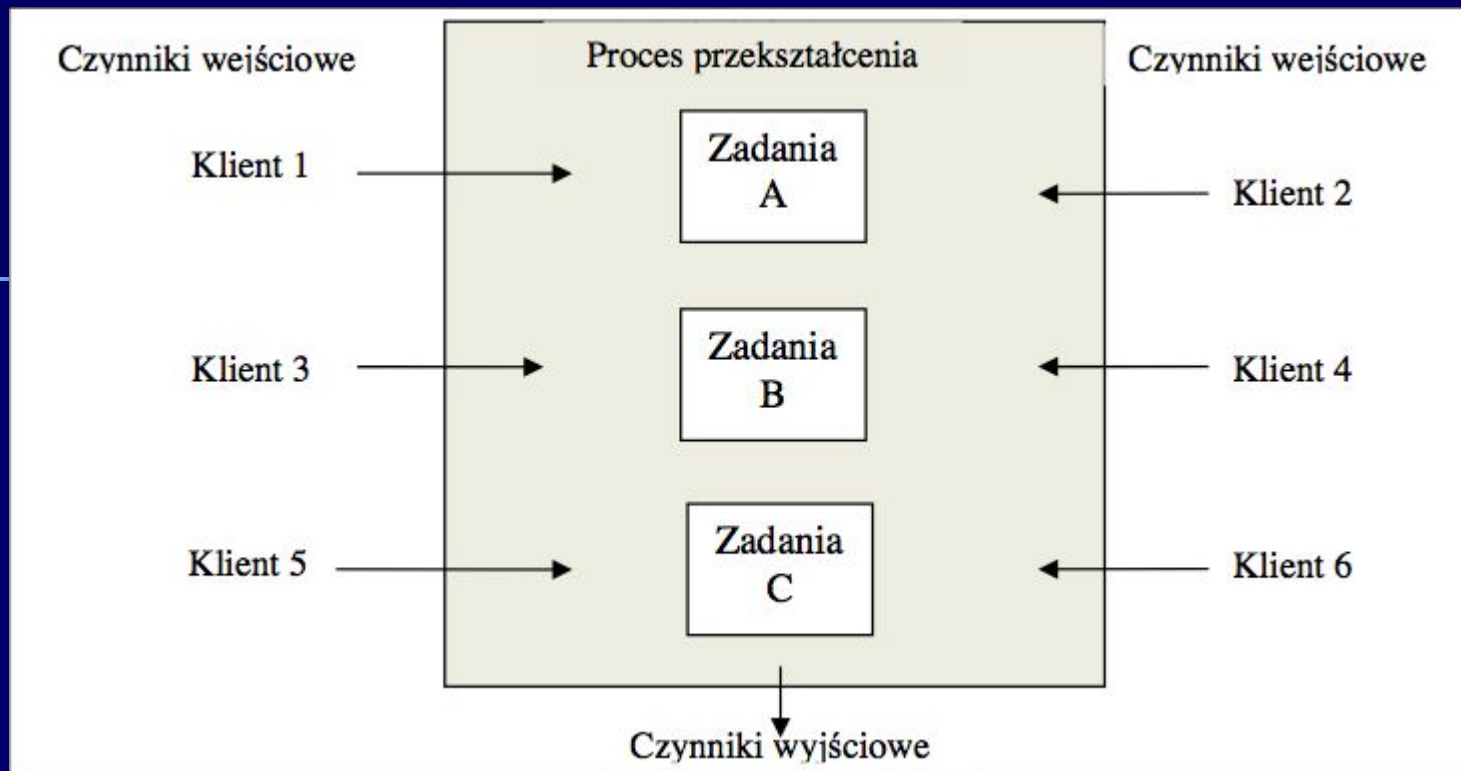 Czynniki wejściowe
Proces przekształcenia
Czynniki wejściowe
Klient 1
Zadania
A
Klient 2
Klient 3
Zadania
B
Klient 4
Klient 5
Zadania
C
Klient 6
Czynniki wyjściowe